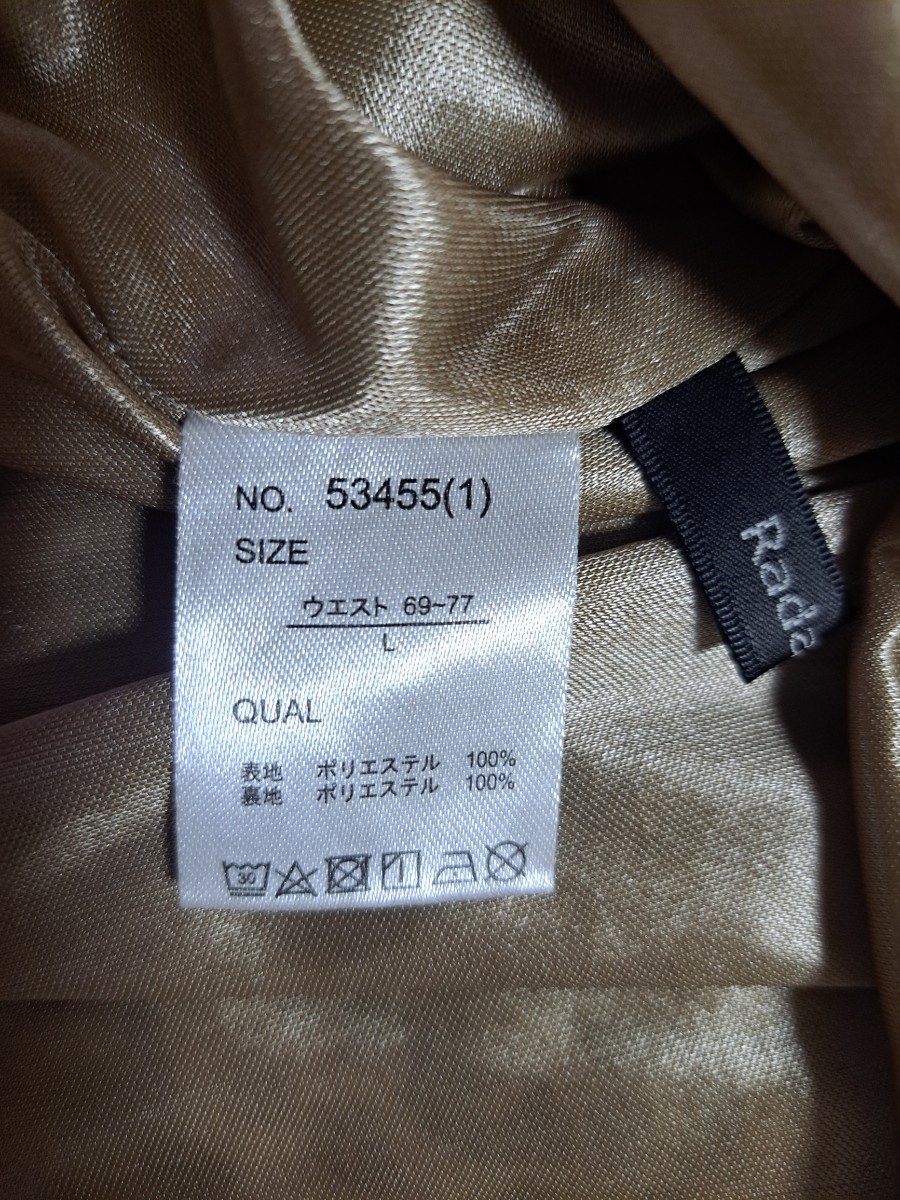 NO. 53455(1)
SIZE
ウエスト 69~77
L
QUAL
表地 ポリエステル 100%
裏地 ポリエステル 100%
30
Rada